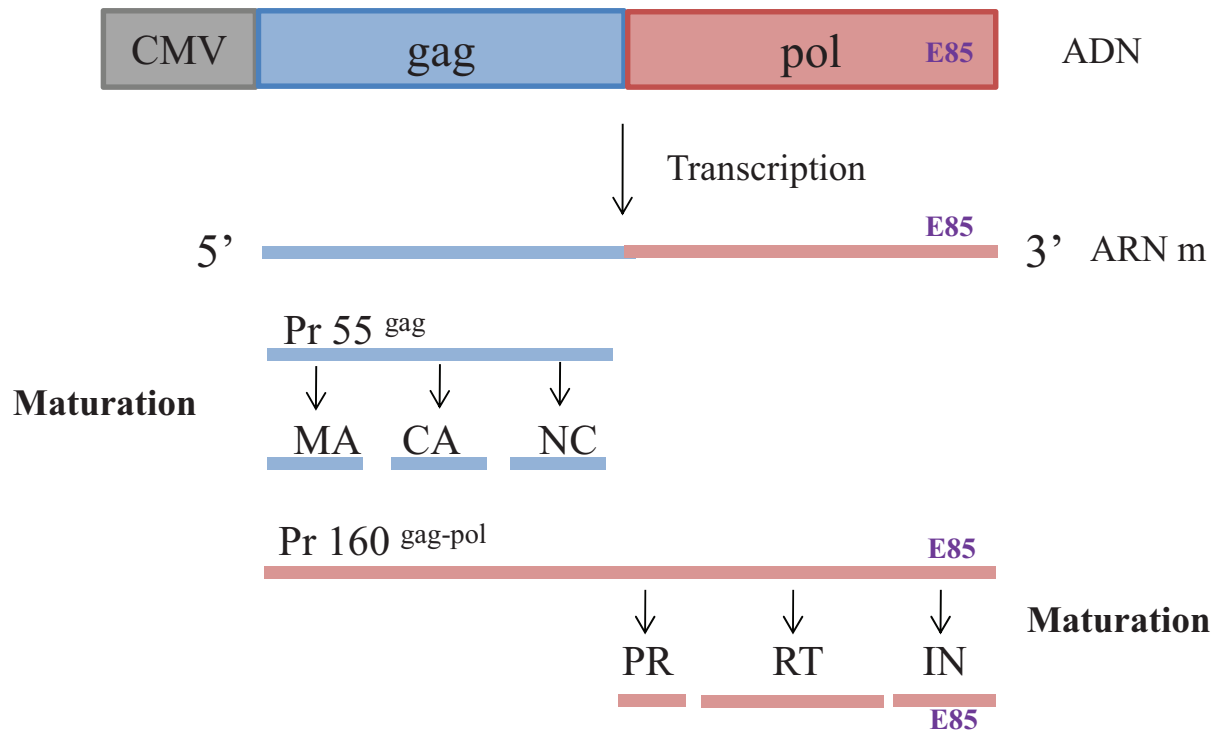 CMV gag pol E85 ADN
Transcription
E85
5’ 3’ ARN m
Pr 55 gag
Maturation
MA CA NC
Pr 160 gag-pol
E85
Maturation
PR RT IN
E85